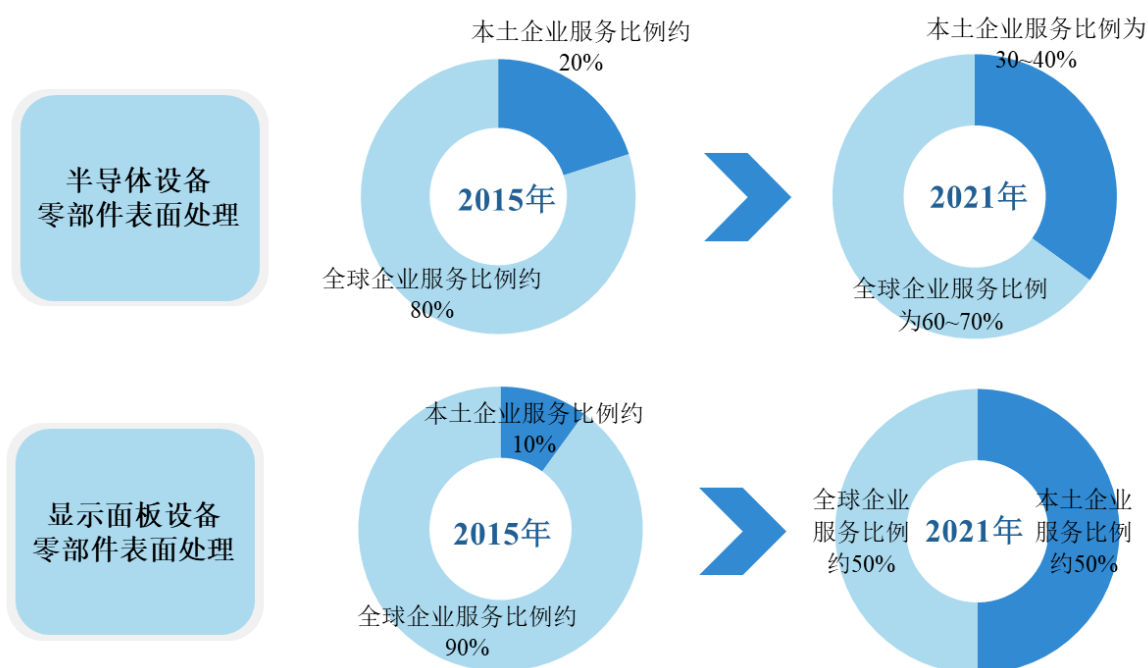 本土企业服务比例约
20%
本土企业服务比例为
30~40%
半导体设备
零部件表面处理
2015年
2021年
全球企业服务比例约
80%
全球企业服务比例
为60~70%
本土企业服务比例约
10%
显示面板设备
零部件表面处理
2015年
全球企业服务比例约
90%
全球企业
服务比例
约50%
2021年
本土企业
服务比例
约50%